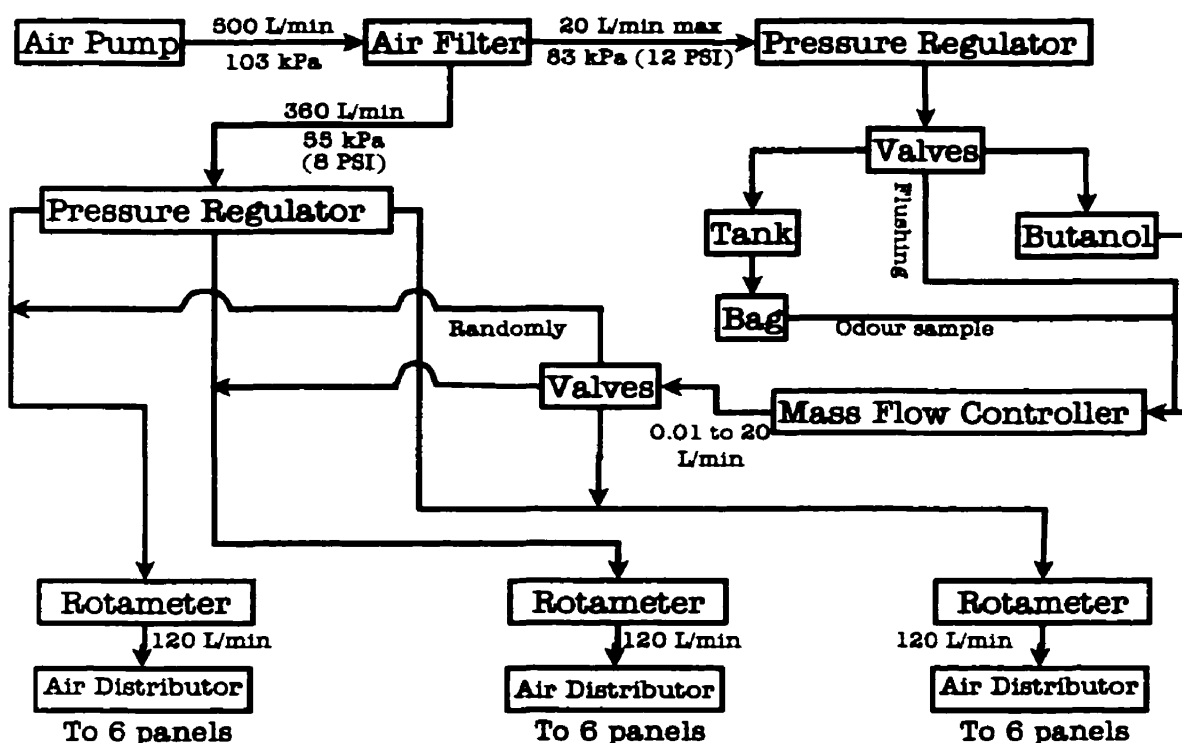 Air Pump
500 L/min
103 kPa
Air Filter
20 L/min max
83 kPa (12 PSI)
Pressure Regulator
360 L/min
55 kPa
(8 PSI)
Valves
Flushing
Pressure Regulator
Tank
Butanol
Bag
Odour sample
Randomly
Valves
Mass Flow Controller
0.01 to 20
L/min
Rotameter
Rotameter
Rotameter
120 L/min
120 L/min
120 L/min
Air Distributor
Air Distributor
Air Distributor
To 6 panels
To 6 panels
To 6 panels